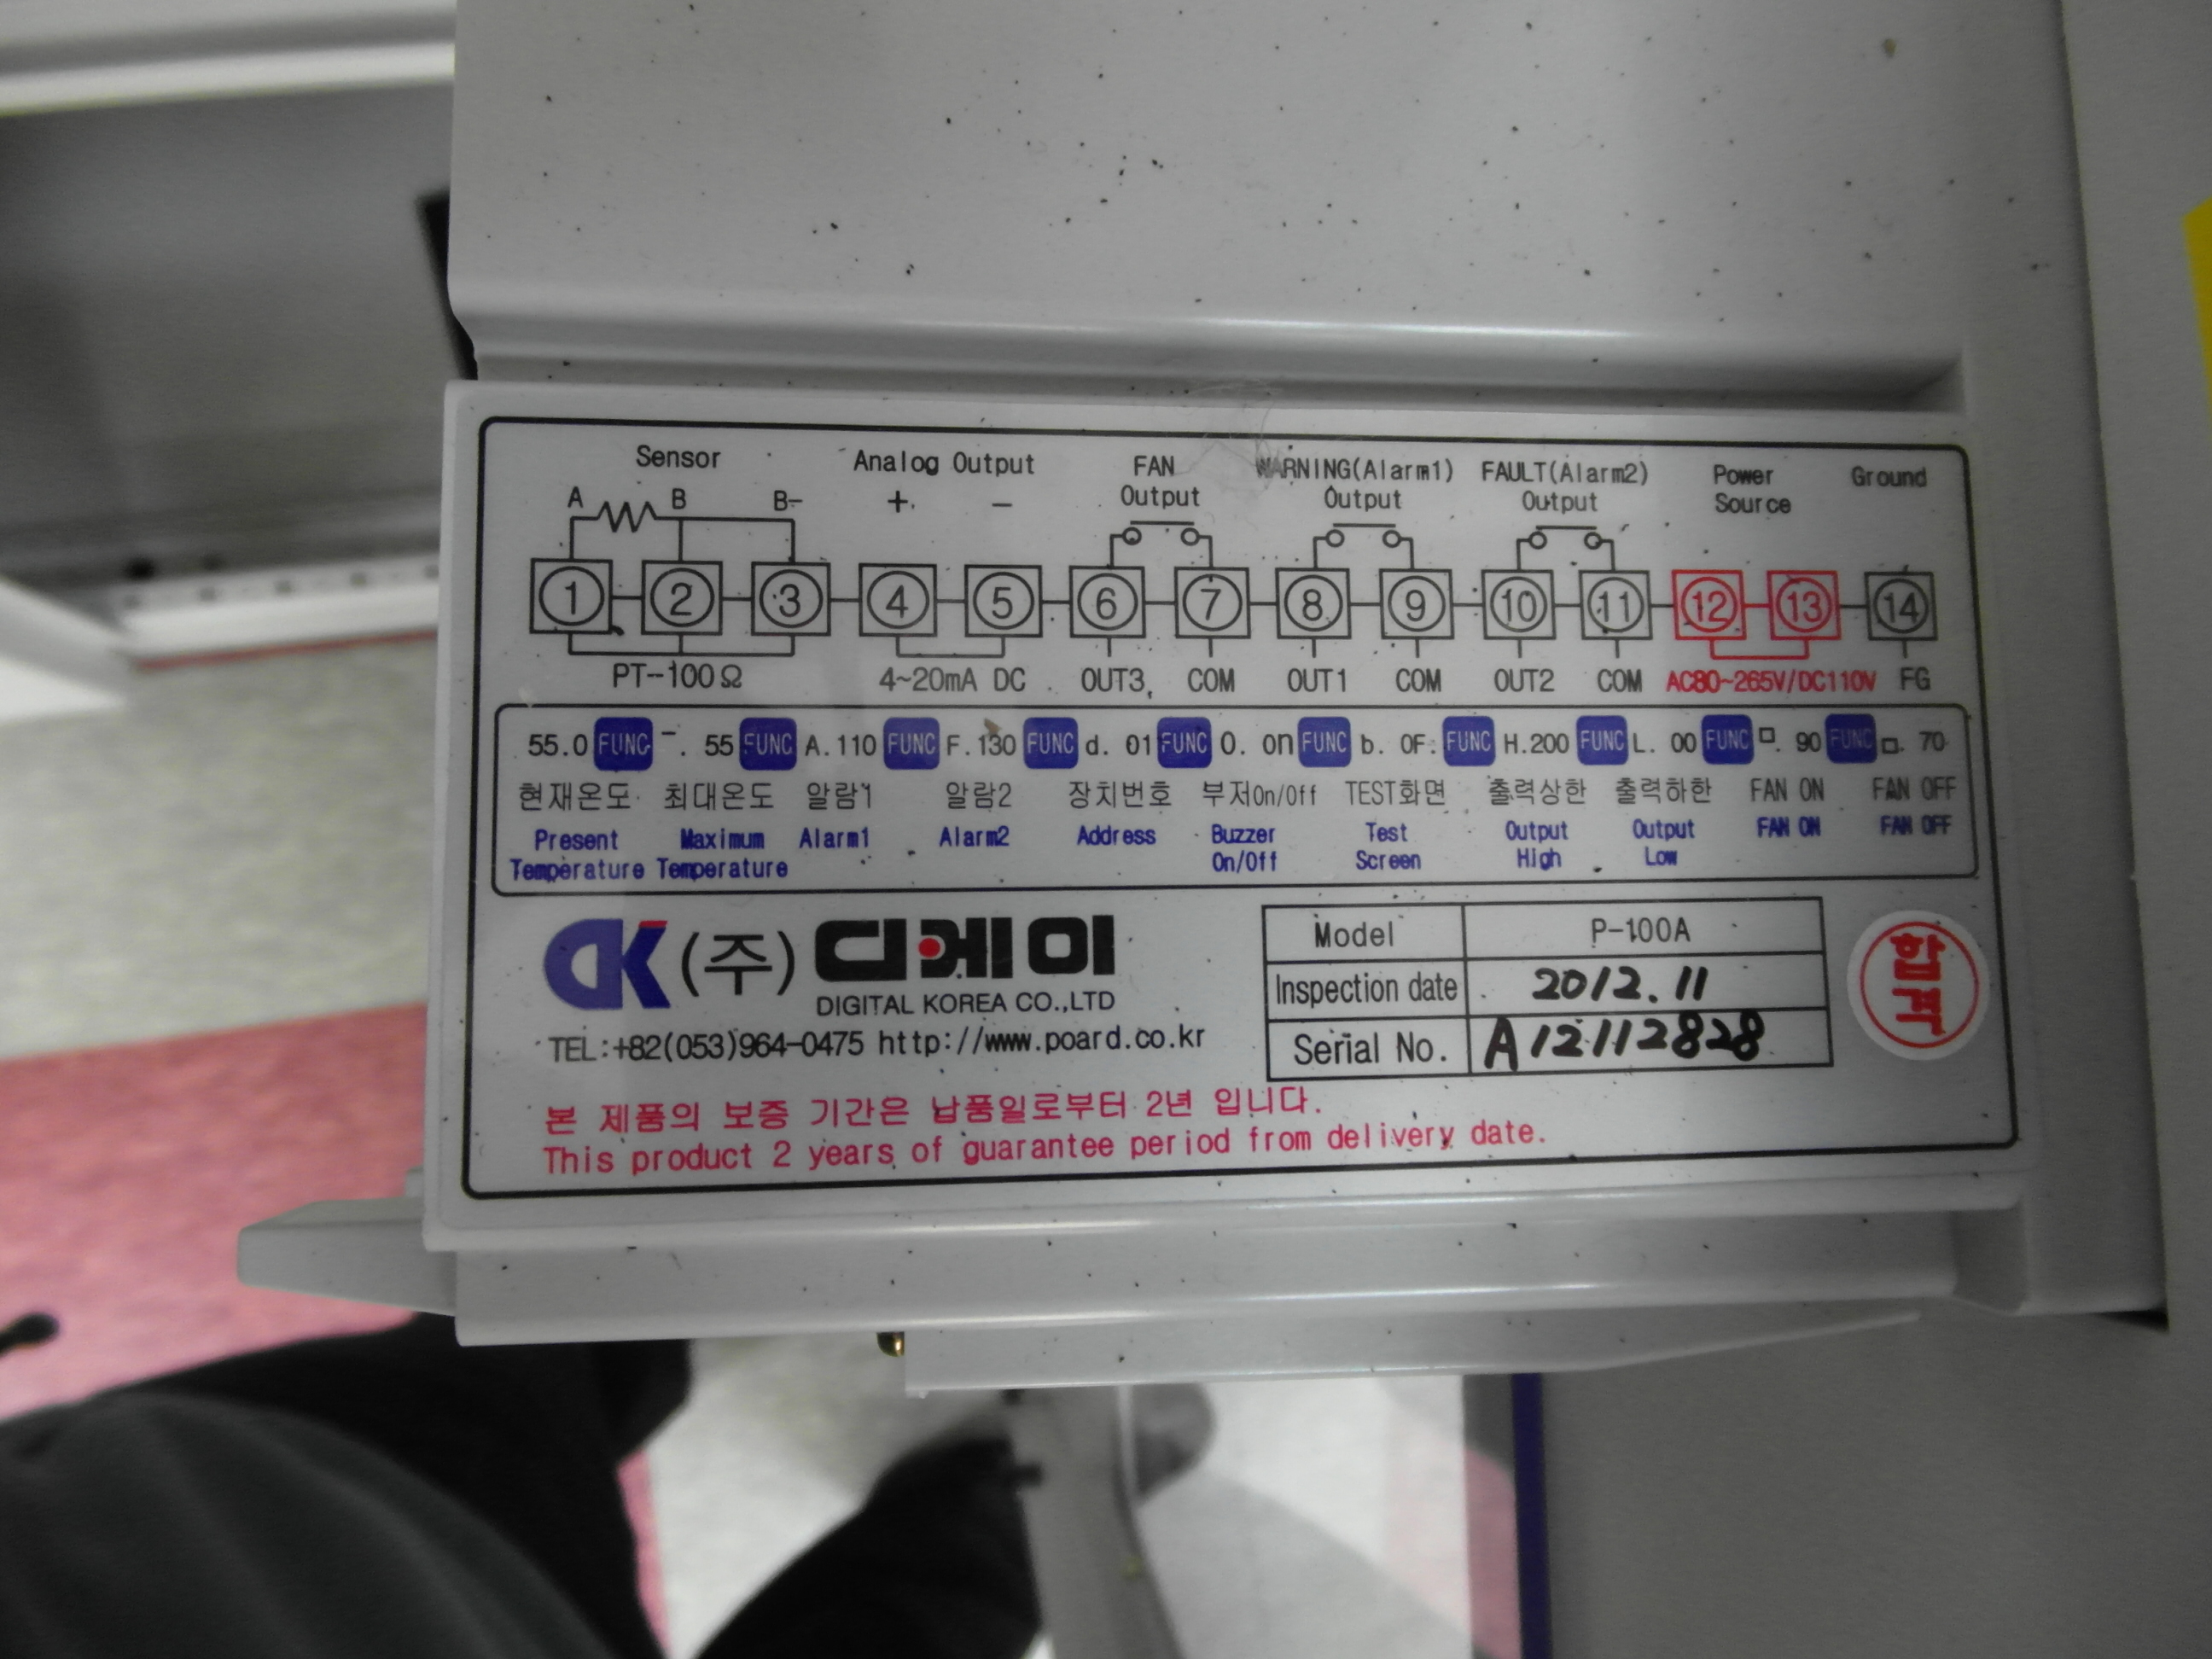 Sensor Analog Output FAN Output WARNING(Alarm1) Output FAULT(Alarm2) Output Power Source Ground
A B B- + -
1 2 3 4 5 6 7 8 9 10 11 12 13 14
PT-100Ω 4~20mA DC OUT3 COM OUT1 COM OUT2 COM AC80~265V/DC110V FG
55.0 FUNC ¯. 55 FUNC A.110 FUNC F.130 FUNC d. 01 FUNC 0. on FUNC b. 0F. FUNC H.200 FUNC L. 00 FUNC □. 90 FUNC □. 70
현재온도 최대온도 알람1 알람2 장치번호 부저On/Off TEST화면 출력상한 출력하한 FAN ON FAN OFF
Present Temperature Maximum Temperature Alarm1 Alarm2 Address Buzzer On/Off Test Screen Output High Output Low FAN ON FAN OFF
DK (주) 디케이
DIGITAL KOREA CO.,LTD
TEL:+82(053)964-0475 http://www.poard.co.kr
Model P-100A
Inspection date 2012.11
Serial No. A12112828
합격
본 제품의 보증 기간은 납품일로부터 2년 입니다.
This product 2 years of guarantee period from delivery date.